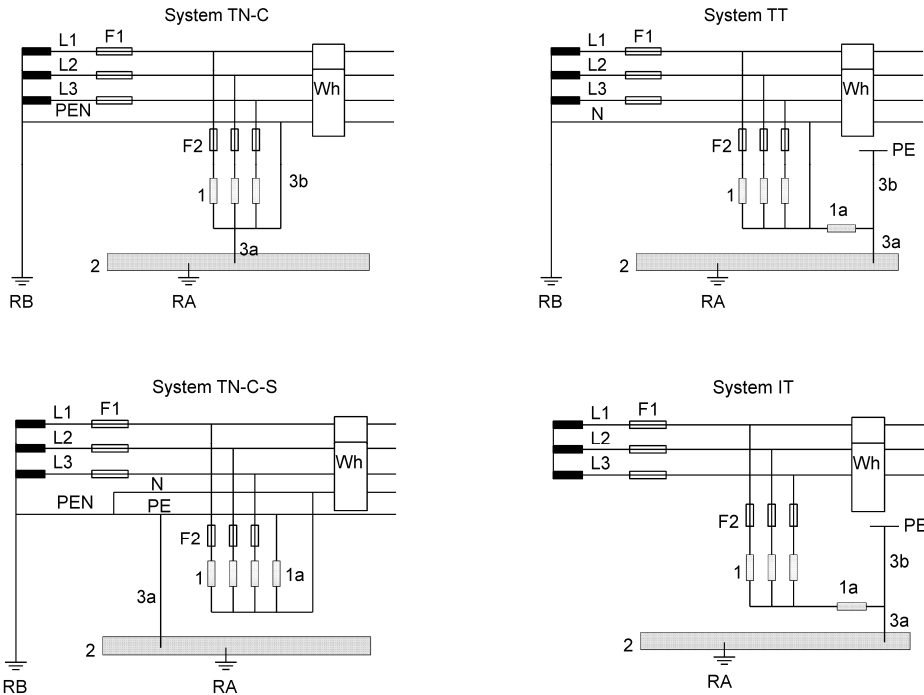 System TN-C
L1
F1
L2
L3
PEN
Wh
F2
1
3b
3a
2
RB
RA
System TT
L1
F1
L2
L3
N
Wh
F2
PE
1
3b
1a
3a
2
RB
RA
System TN-C-S
L1
F1
L2
L3
Wh
N
PEN
PE
F2
1
1a
3a
2
RB
RA
System IT
L1
F1
L2
L3
Wh
F2
PE
1
3b
1a
3a
2
RA